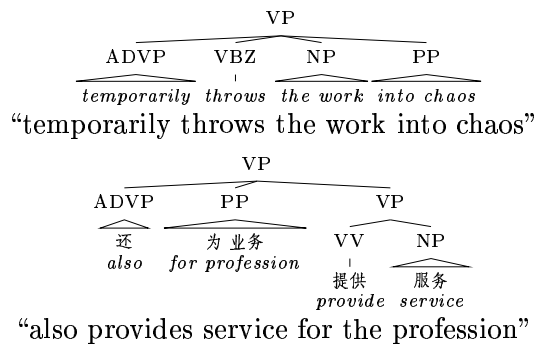 VP
ADVP VBZ NP PP
temporarily throws the work into chaos
“temporarily throws the work into chaos”
VP
ADVP PP VP
还 为 业务 VV NP
also for profession
提供 服务
provide service
“also provides service for the profession”